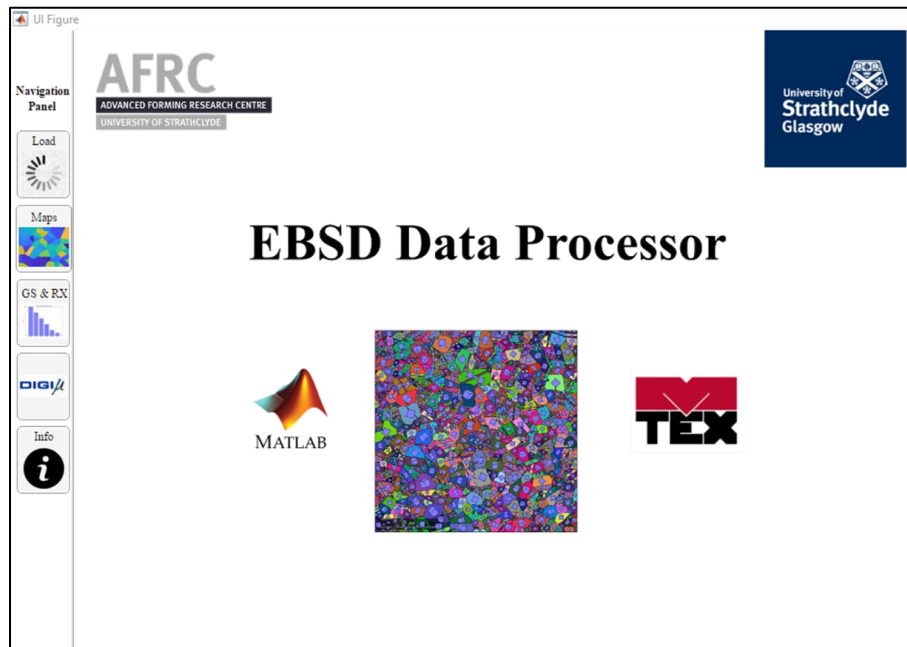 UI Figure
Navigation
Panel
Load
Maps
GS & RX
DIGIµ
Info
i
AFRC
ADVANCED FORMING RESEARCH CENTRE
UNIVERSITY OF STRATHCLYDE
University of
Strathclyde
Glasgow
EBSD Data Processor
MATLAB
MTEX